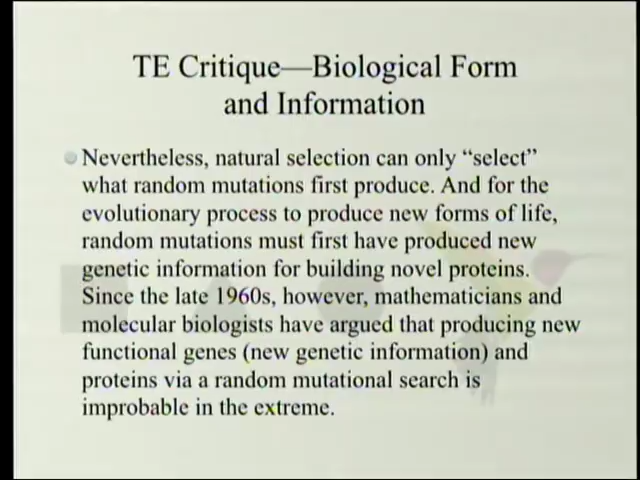 TE Critique—Biological Form
and Information
Nevertheless, natural selection can only “select”
what random mutations first produce. And for the
evolutionary process to produce new forms of life,
random mutations must first have produced new
genetic information for building novel proteins.
Since the late 1960s, however, mathematicians and
molecular biologists have argued that producing new
functional genes (new genetic information) and
proteins via a random mutational search is
improbable in the extreme.